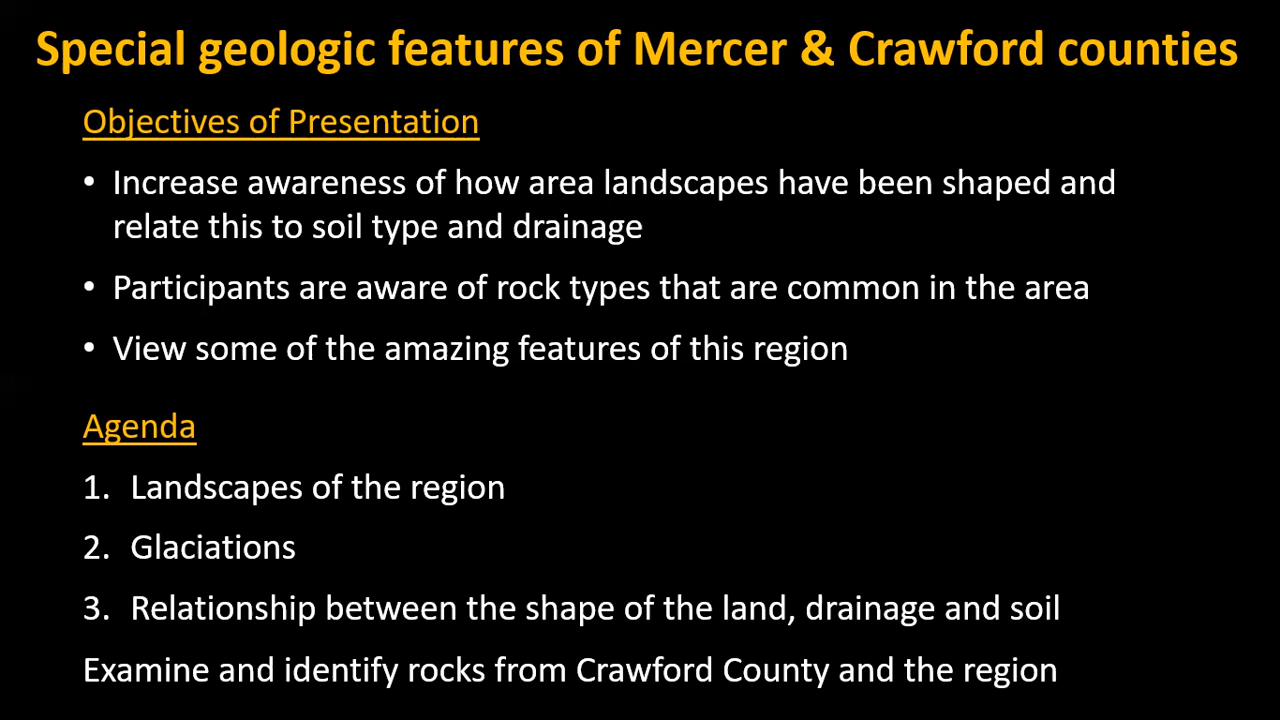 Special geologic features of Mercer & Crawford counties
Objectives of Presentation
• Increase awareness of how area landscapes have been shaped and
relate this to soil type and drainage
• Participants are aware of rock types that are common in the area
• View some of the amazing features of this region
Agenda
1. Landscapes of the region
2. Glaciations
3. Relationship between the shape of the land, drainage and soil
Examine and identify rocks from Crawford County and the region